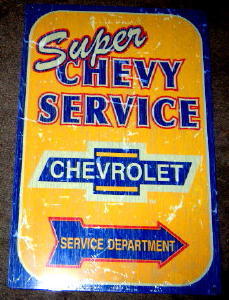 Super
CHEVY
SERVICE
CHEVROLET
SERVICE DEPARTMENT